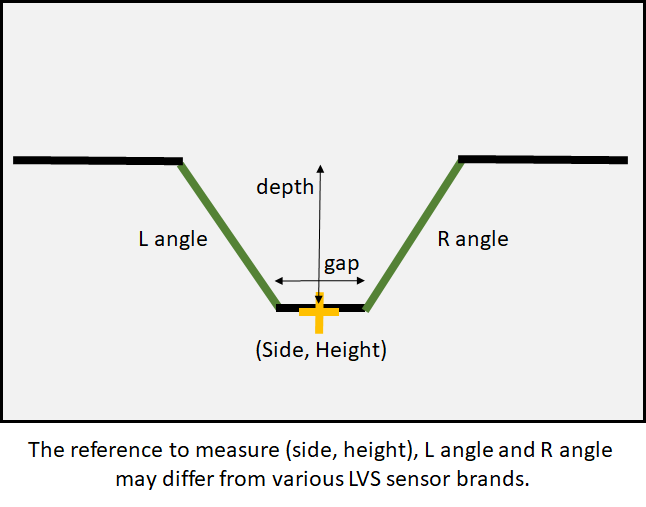 depth
L angle
R angle
gap
(Side, Height)
The reference to measure (side, height), L angle and R angle
may differ from various LVS sensor brands.